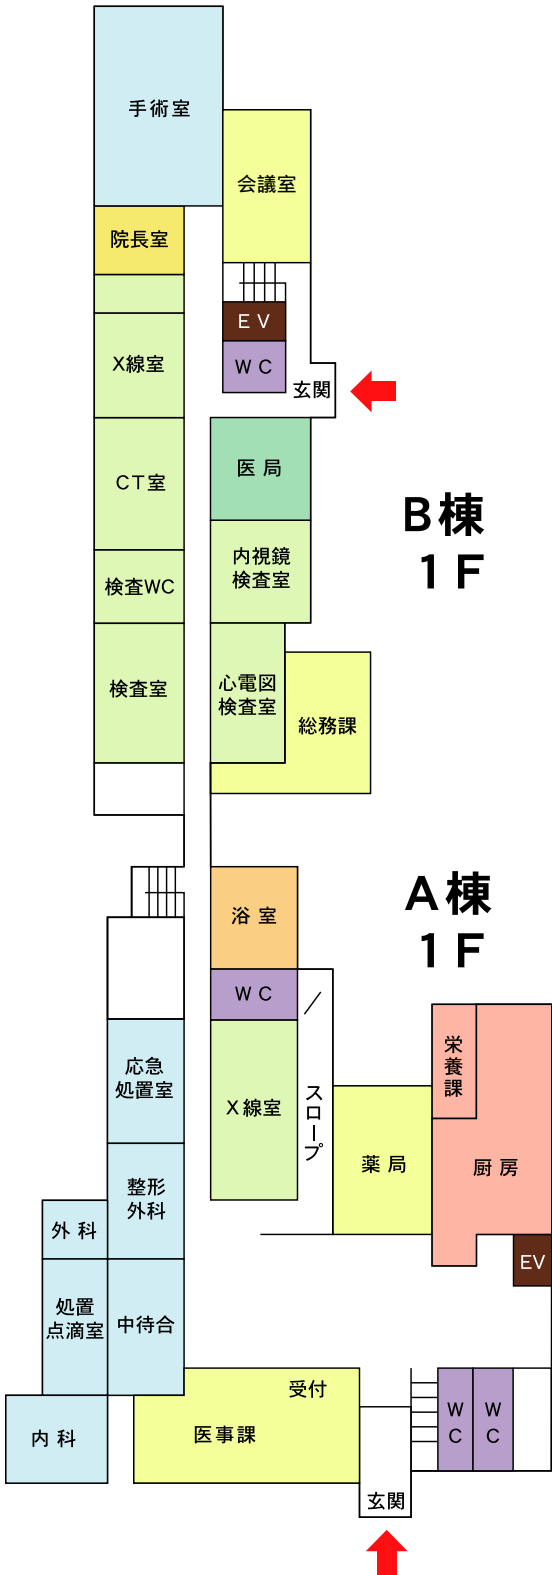 手術室
会議室
院長室
EV
X線室
WC
玄関
医局
CT室
B棟
1F
内視鏡
検査室
検査WC
検査室
心電図
検査室
総務課
A棟
1F
浴室
WC
応急
処置室
X線室
スロープ
栄養課
厨房
薬局
整形
外科
外科
EV
処置
点滴室
中待合
受付
医事課
内科
WC
WC
玄関